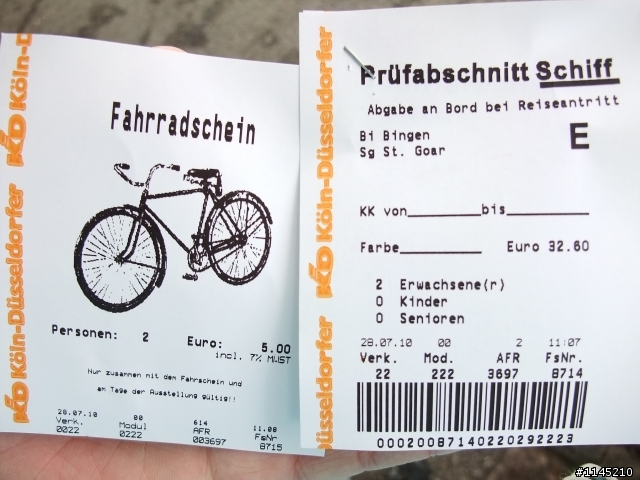 Köln-Düsseldorfer
KD Köln-D
Fahrradschein
Personen: 2 Euro: 5.00
incl. 7% MWST
Nur zusammen mit dem Fahrschein und
am Tage der Ausstellung gültig!!
28.07.10 00 614 11.08
Verk. Modul AFR FsNr
0022 0222 003697 8715
KD Köln-Düsseldorfer
KD Köln-Düsseldorfer
üsseldorfer
Prüfabschnitt Schiff
Abgabe an Bord bei Reiseantritt
Bi Bingen E
Sg St. Goar
KK von________bis_________
Farbe_________ Euro 32.60
2 Erwachsene(r)
0 Kinder
0 Senioren
28.07.10 00 2 11:07
Verk. Mod. AFR FsNr.
22 222 3697 8714
00020087140220292223
#1145210